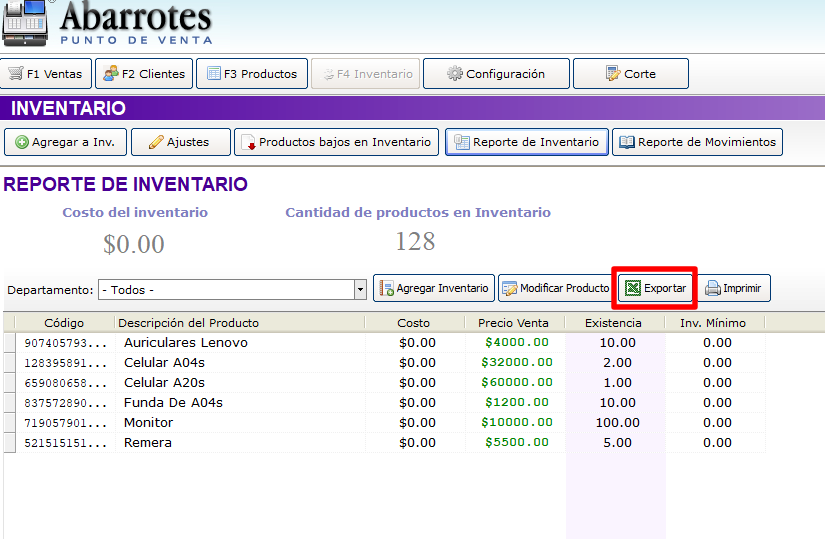 Abarrotes
PUNTO DE VENTA
F1 Ventas F2 Clientes F3 Productos F4 Inventario Configuración Corte
INVENTARIO
Agregar a Inv. Ajustes Productos bajos en Inventario Reporte de Inventario Reporte de Movimientos
REPORTE DE INVENTARIO
Costo del inventario Cantidad de productos en Inventario
$0.00 128
Departamento: - Todos - Agregar Inventario Modificar Producto Exportar Imprimir
Código Descripción del Producto Costo Precio Venta Existencia Inv. Mínimo
907405793... Auriculares Lenovo $0.00 $4000.00 10.00 0.00
128395891... Celular A04s $0.00 $32000.00 2.00 0.00
659080658... Celular A20s $0.00 $60000.00 1.00 0.00
837572890... Funda De A04s $0.00 $1200.00 10.00 0.00
719057901... Monitor $0.00 $10000.00 100.00 0.00
521515151... Remera $0.00 $5500.00 5.00 0.00